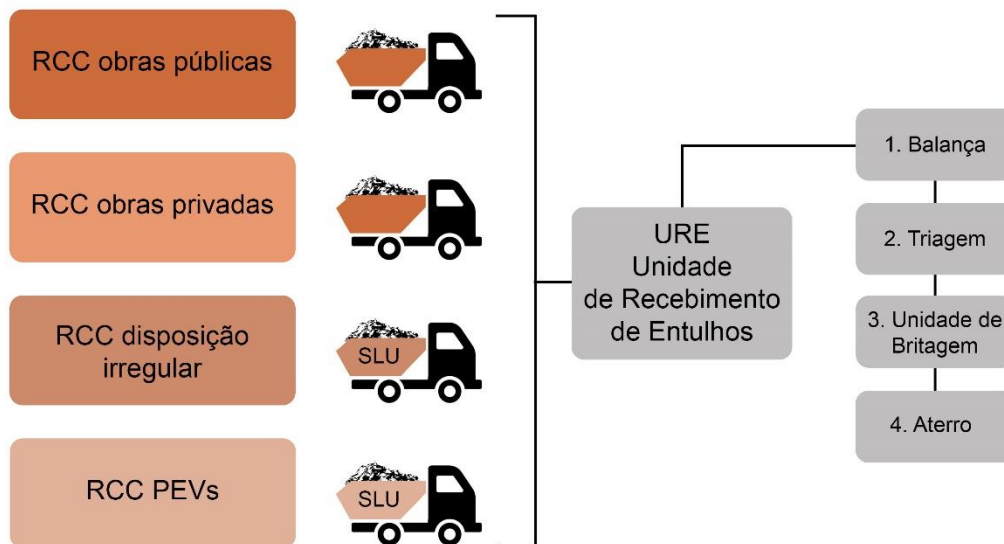 RCC obras públicas
RCC obras privadas
RCC disposição
irregular
SLU
RCC PEVs
SLU
URE
Unidade
de Recebimento
de Entulhos
1. Balança
2. Triagem
3. Unidade de
Britagem
4. Aterro